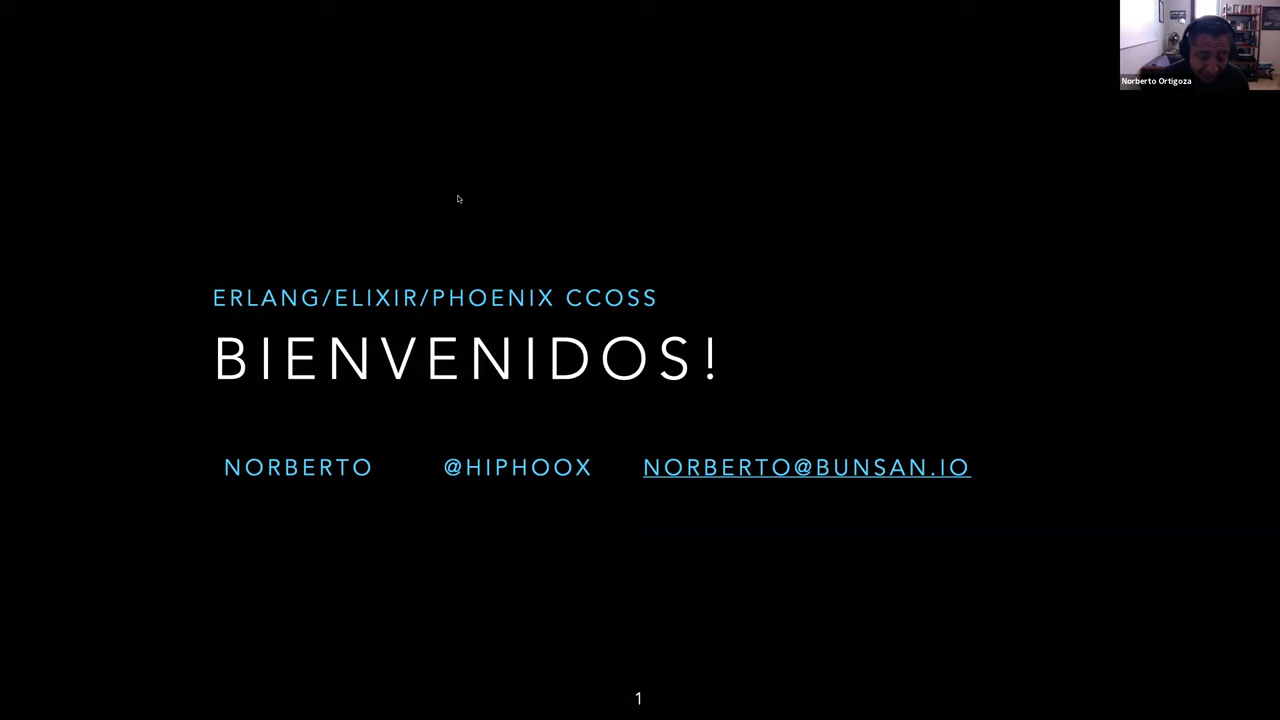 Norberto Ortigoza
ERLANG/ELIXIR/PHOENIX CCOSS
BIENVENIDOS!
NORBERTO @HIPHOOX NORBERTO@BUNSAN.IO
1